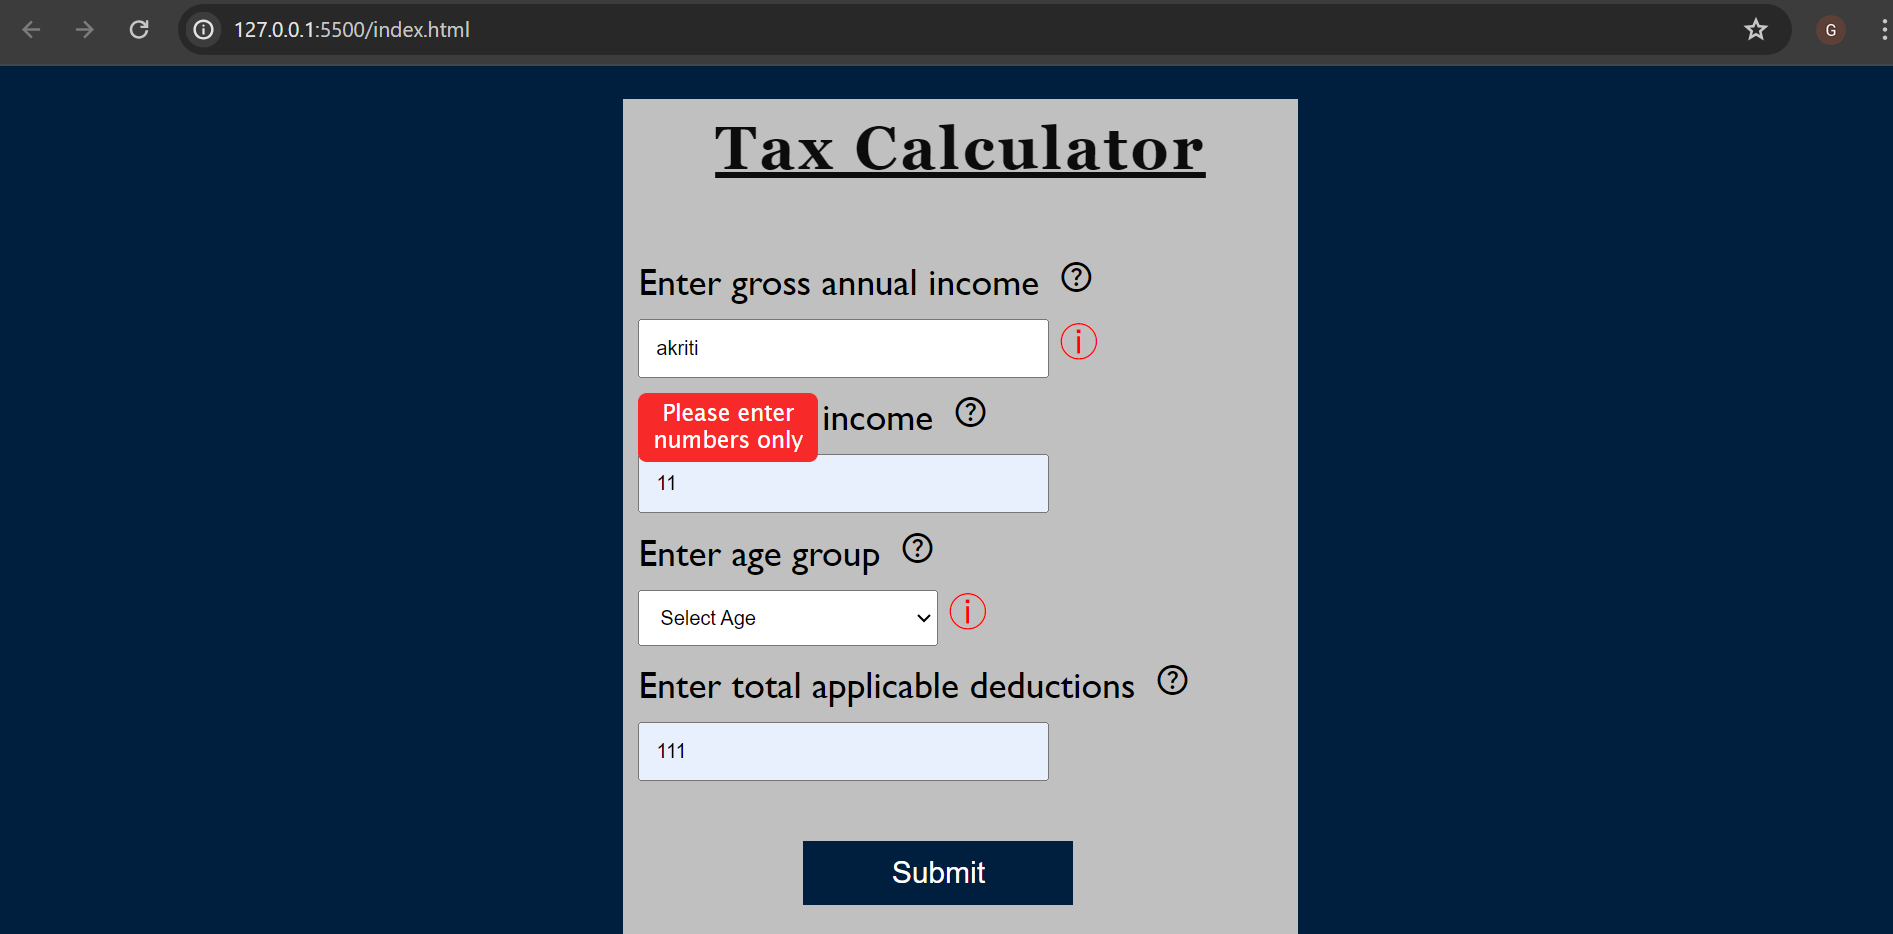 127.0.0.1:5500/index.html
G
Tax Calculator
Enter gross annual income ?
akriti i
Please enter
numbers only
income ?
11
Enter age group ?
Select Age i
Enter total applicable deductions ?
111
Submit